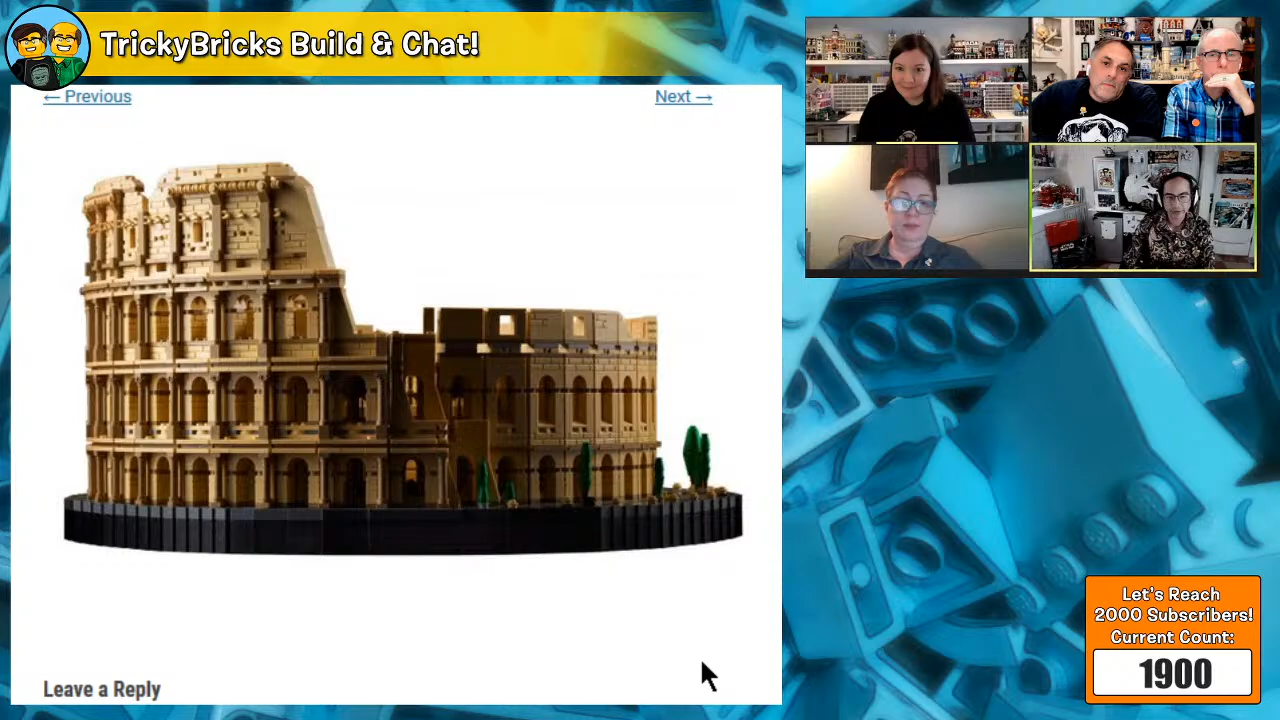 TrickyBricks Build & Chat!
← Previous
Next →
Leave a Reply
Let's Reach
2000 Subscribers!
Current Count:
1900